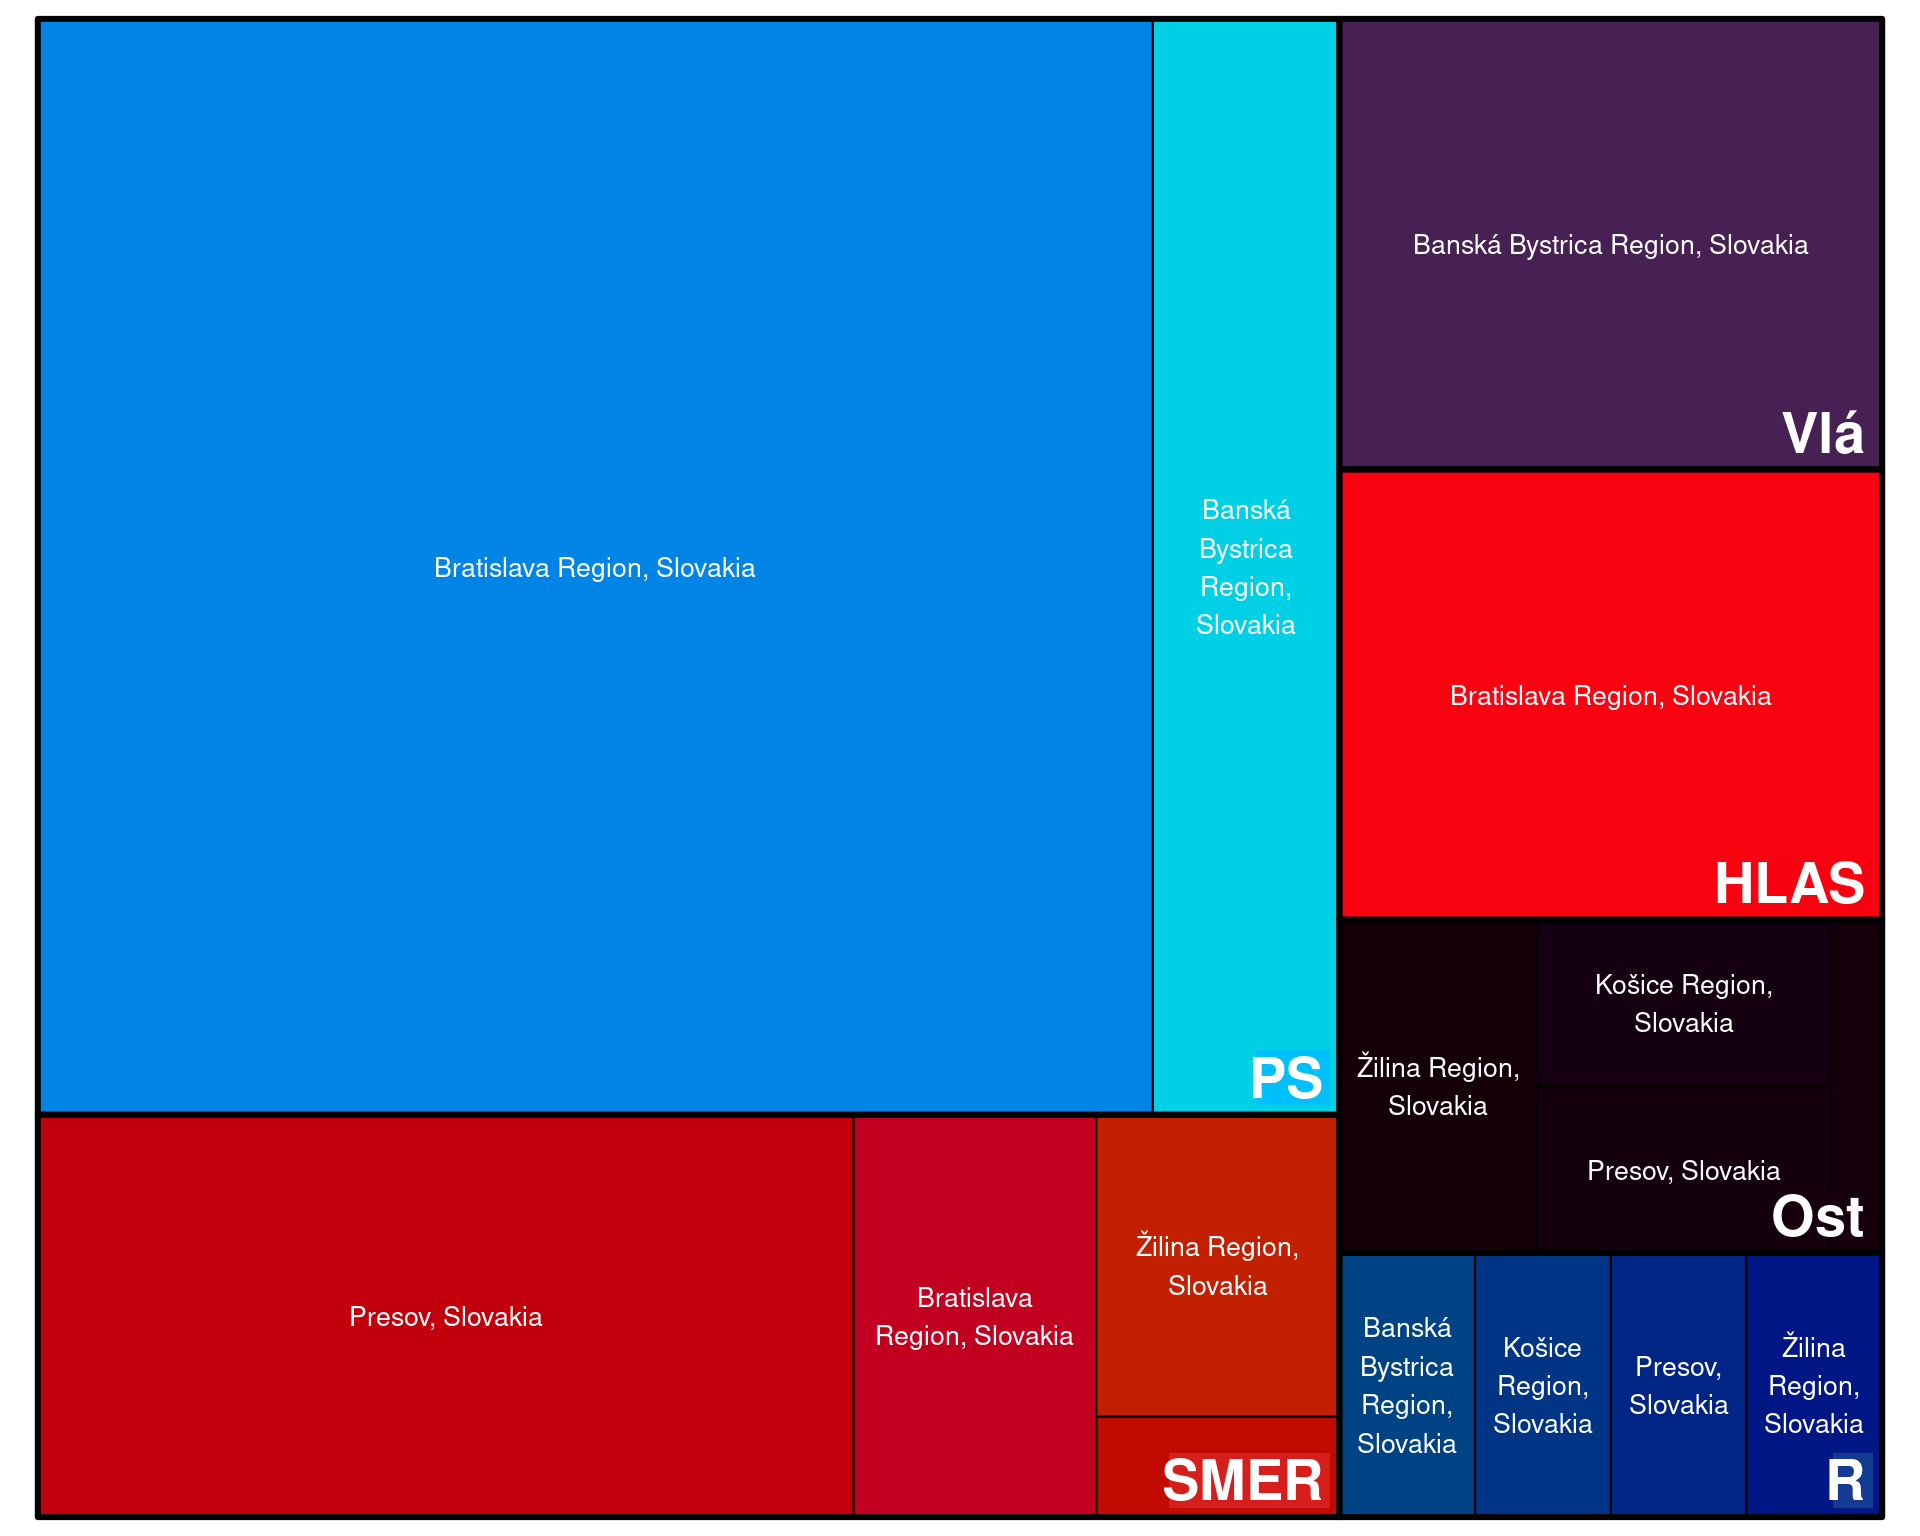 Bratislava Region, Slovakia
Banská
Bystrica
Region,
Slovakia
PS
Presov, Slovakia
Bratislava
Region, Slovakia
Žilina Region,
Slovakia
SMER
Banská Bystrica Region, Slovakia
Vlá
Bratislava Region, Slovakia
HLAS
Žilina Region,
Slovakia
Košice Region,
Slovakia
Presov, Slovakia
Ost
Banská
Bystrica
Region,
Slovakia
Košice
Region,
Slovakia
Presov,
Slovakia
Žilina
Region,
Slovakia
R